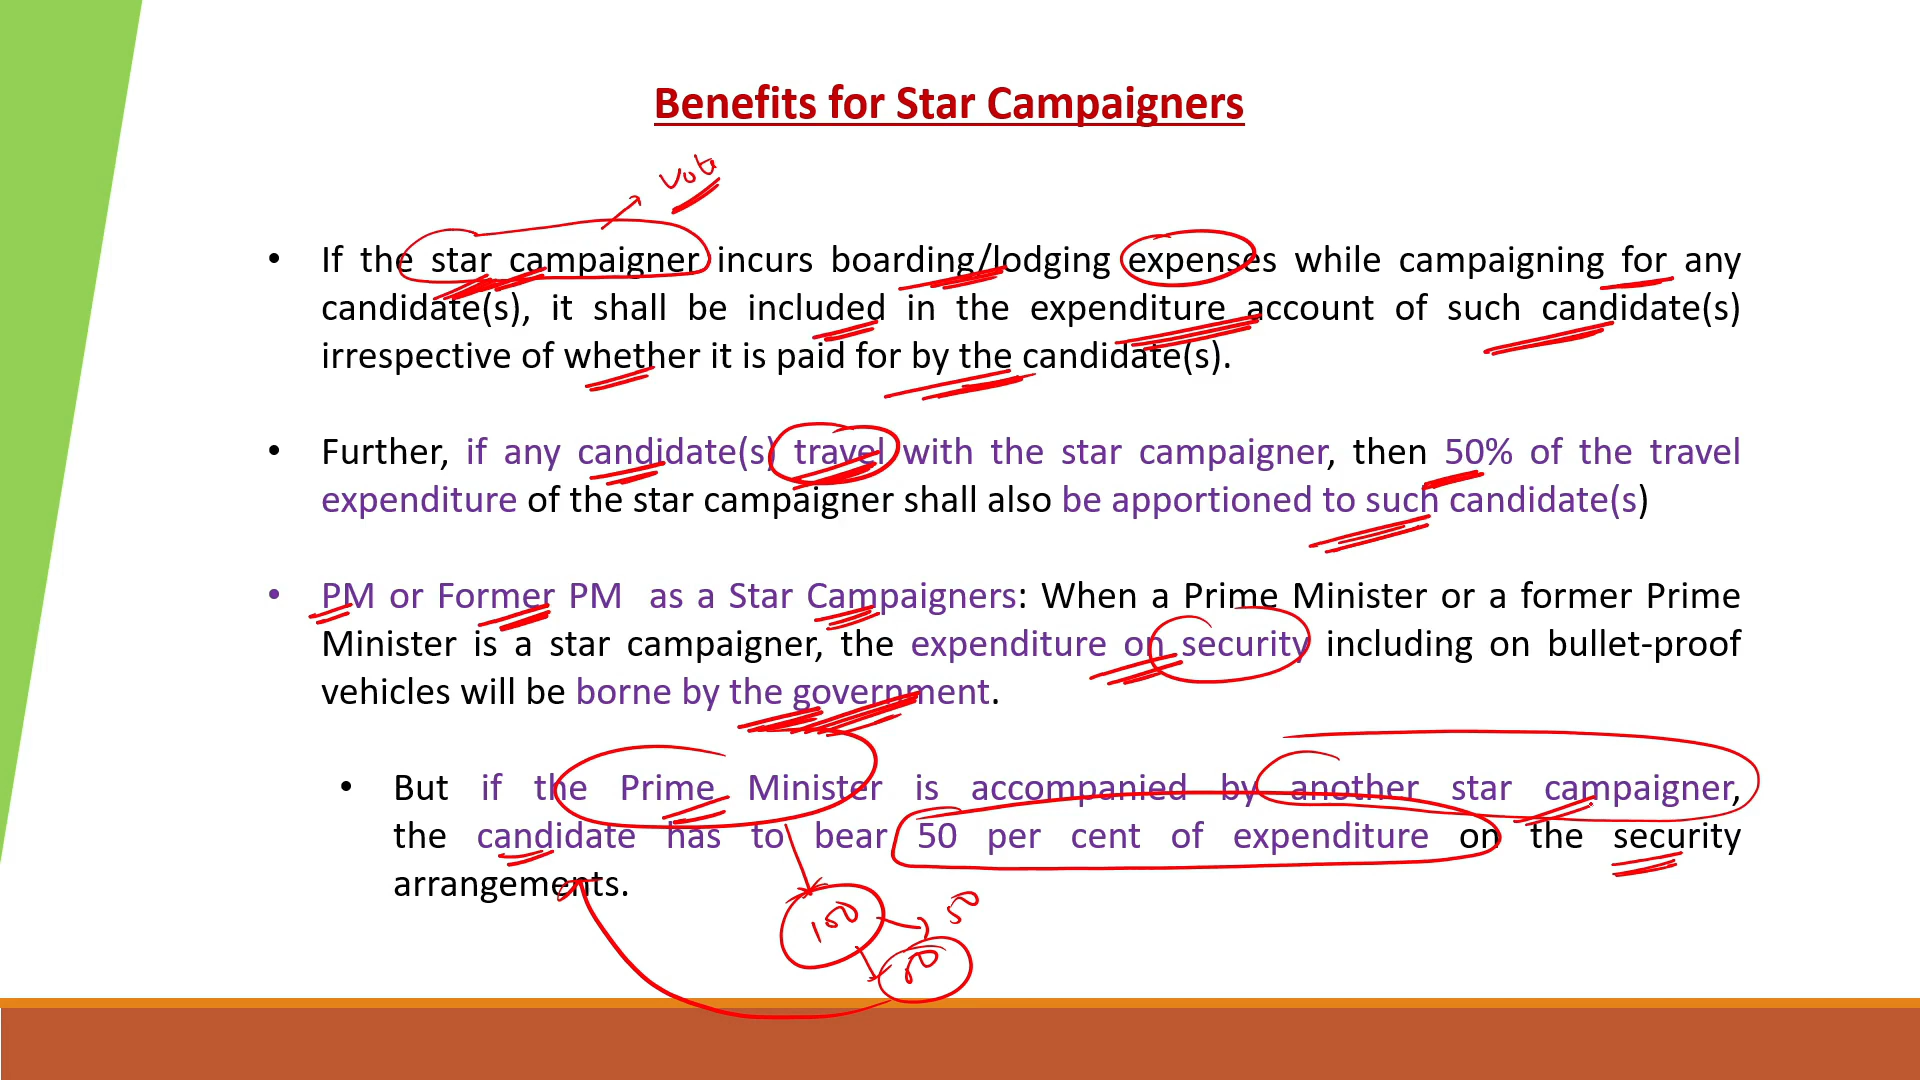 Benefits for Star Campaigners
Vote
• If the star campaigner incurs boarding/lodging expenses while campaigning for any
candidate(s), it shall be included in the expenditure account of such candidate(s)
irrespective of whether it is paid for by the candidate(s).
• Further, if any candidate(s) travel with the star campaigner, then 50% of the travel
expenditure of the star campaigner shall also be apportioned to such candidate(s)
• PM or Former PM as a Star Campaigners: When a Prime Minister or a former Prime
Minister is a star campaigner, the expenditure on security including on bullet-proof
vehicles will be borne by the government.
• But if the Prime Minister is accompanied by another star campaigner,
the candidate has to bear 50 per cent of expenditure on the security
arrangements.
100 50
50